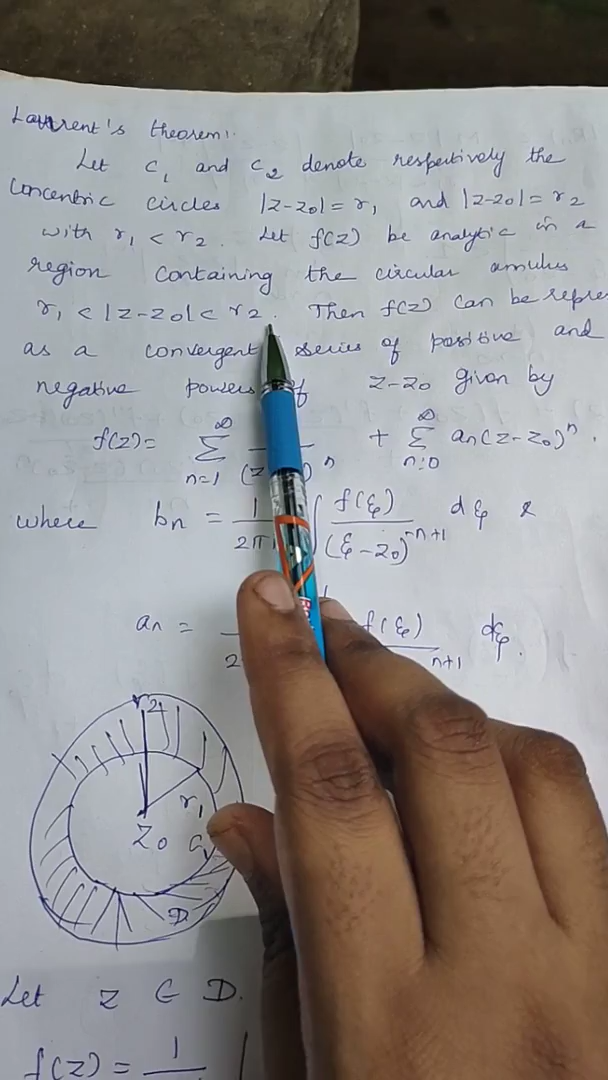 Laurent's theorem:
Let C₁ and C₂ denote respectively the
Concentric circles |z-z₀| = r₁ and |z-z₀| = r₂
with r₁ < r₂. Let f(z) be analytic in a
region containing the circular annulus
r₁ < |z-z₀| < r₂. Then f(z) can be repre
as a convergent series of positive and
negative powers of z-z₀ given by
f(z) = ∑ n=1 ∞ (z )ⁿ + ∑ n=0 ∞ aₙ(z-z₀)ⁿ.
where bₙ = 1 / 2π ∫ f(ξ) / (ξ-z₀)⁻ⁿ⁺¹ dξ &
aₙ = 2 f(ξ) n+1 dξ.
r₂
r₁
z₀
C₁
D
Let z ∈ D.
f(z) = 1